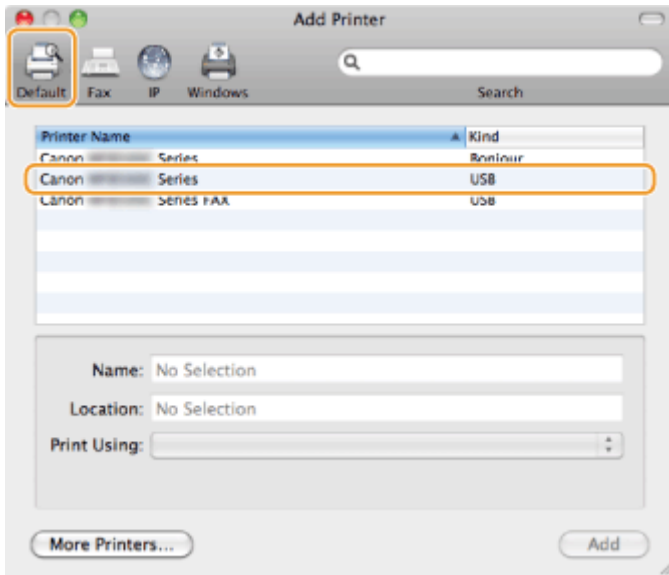 Add Printer
Default Fax IP Windows Search
Printer Name Kind
Canon Series Bonjour
Canon Series USB
Canon Series FAX USB
Name: No Selection
Location: No Selection
Print Using:
More Printers... Add